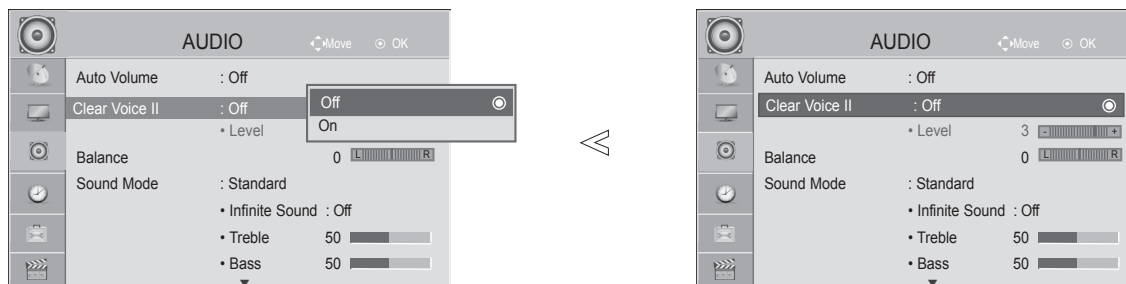 AUDIO
Move
OK
Auto Volume : Off
Clear Voice II : Off
Off
On
• Level
Balance 0 L R
Sound Mode : Standard
• Infinite Sound : Off
• Treble 50
• Bass 50
AUDIO
Move
OK
Auto Volume : Off
Clear Voice II : Off
• Level 3 - +
Balance 0 L R
Sound Mode : Standard
• Infinite Sound : Off
• Treble 50
• Bass 50